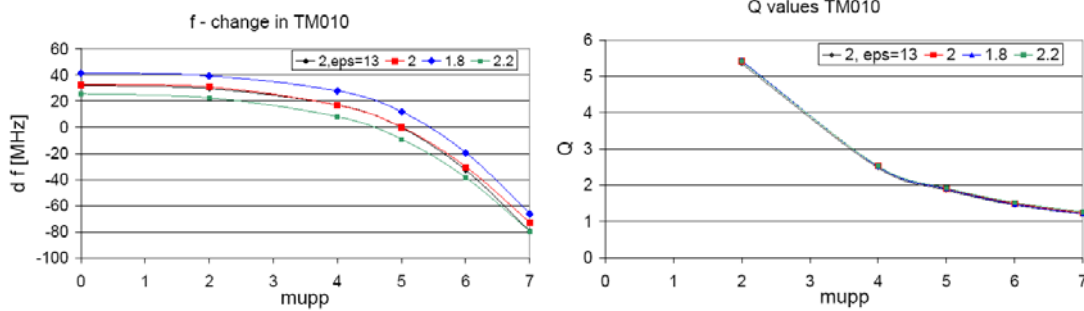 f - change in TM010
60
40
20
0
-20
-40
-60
-80
-100
d f [MHz]
2,eps=13 2 1.8 2.2
0 1 2 3 4 5 6 7
mupp
Q values TM010
6
5
4
3
2
1
0
Q
2, eps=13 2 1.8 2.2
0 1 2 3 4 5 6 7
mupp